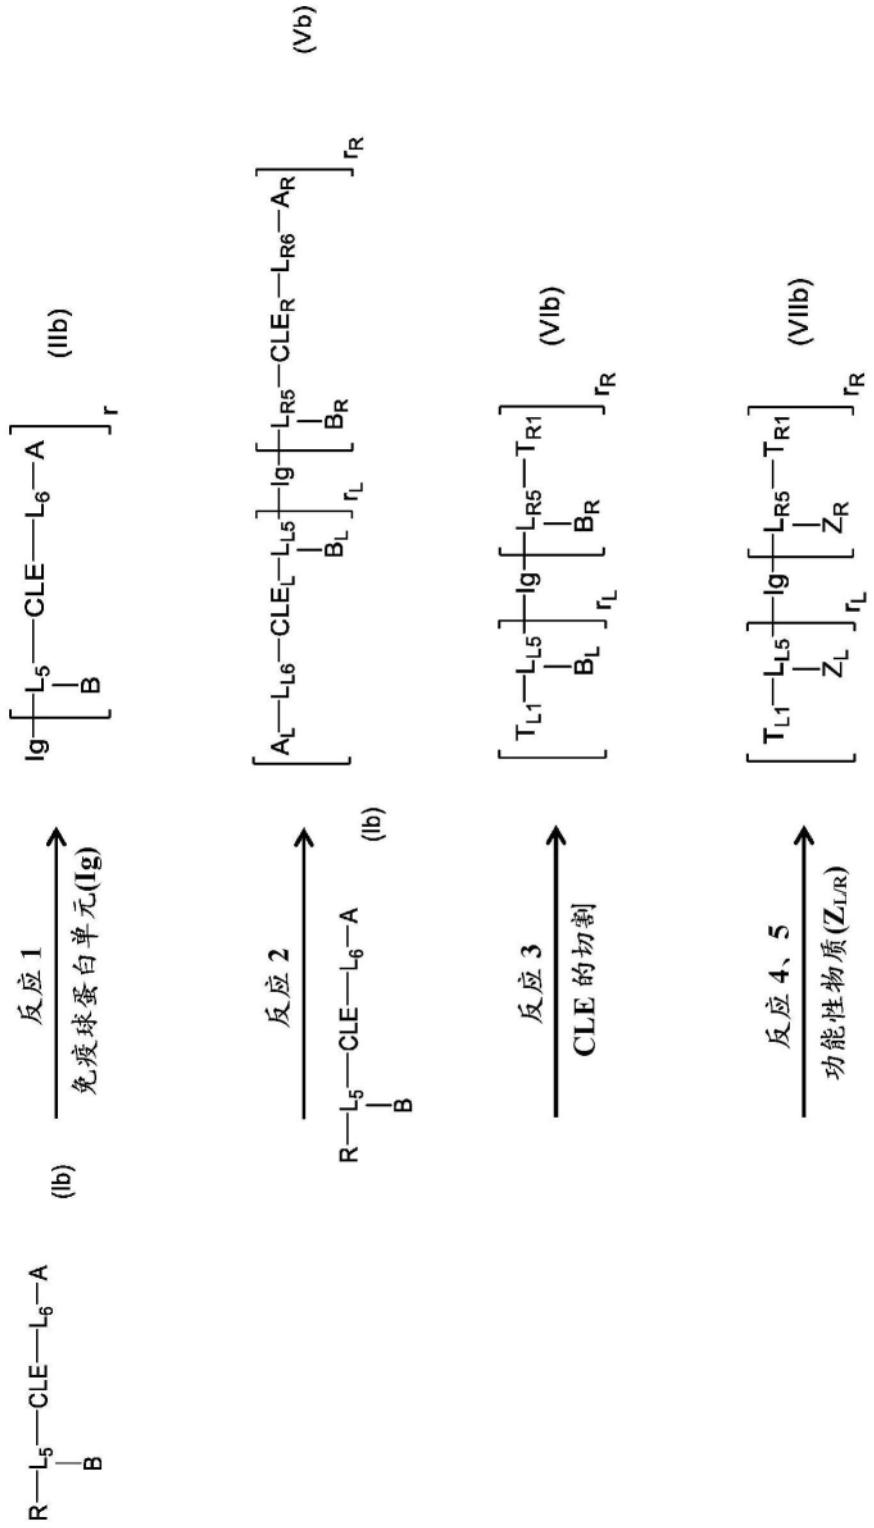 R—L5—CLE—L6—A
B
(Ib)
反应 1
免疫球蛋白单元(Ig)
Ig—[L5—CLE—L6—A]r
B
(IIb)
反应 2
R—L5—CLE—L6—A
B
(Ib)
[AL—LL6—CLEL—LL5]rL—Ig—[LR5—CLER—LR6—AR]rR
BL BR
(Vb)
反应 3
CLE 的切割
[TL1—LL5]rL—Ig—[LR5—TR1]rR
BL BR
(VIb)
反应 4、5
功能性物质(ZL/R)
[TL1—LL5]rL—Ig—[LR5—TR1]rR
ZL ZR
(VIIb)